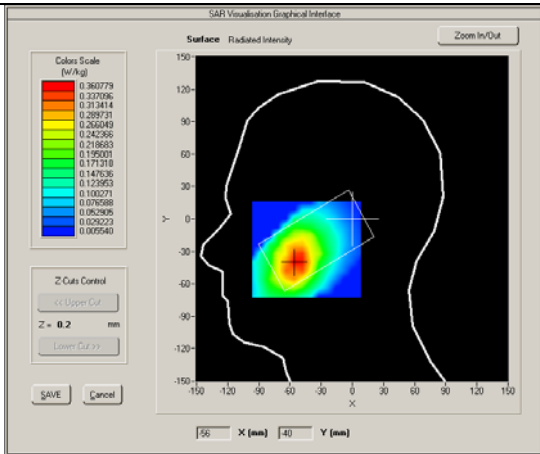 SAR Visualisation Graphical Interface
Surface Radiated Intensity
Zoom In/Out
Colors Scale
(W/kg)
0.360779
0.337096
0.313414
0.289731
0.266049
0.242366
0.218683
0.195001
0.171318
0.147636
0.123953
0.100271
0.076588
0.052905
0.029223
0.005540
Z Cuts Control
<< Upper Cut
Z = 0.2 mm
Lower Cut >>
SAVE Cancel
150
120
90
60
30
0
-30
-60
-90
-120
-150
Y
-150 -120 -90 -60 -30 0 30 60 90 120 150
X
-56 X (mm) -40 Y (mm)